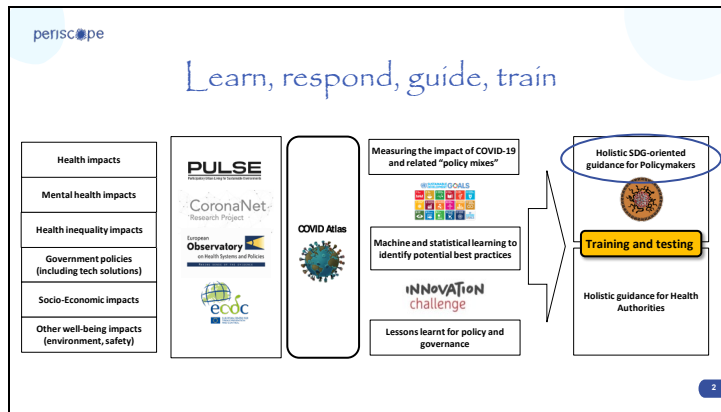 periscope
Learn, respond, guide, train
Health impacts
Mental health impacts
Health inequality impacts
Government policies
(including tech solutions)
Socio-Economic impacts
Other well-being impacts
(environment, safety)
PULSE
CoronaNet
Research Project
European
Observatory
on Health Systems and Policies
ecdc
COVID Atlas
Measuring the impact of COVID-19
and related “policy mixes”
GOALS
Machine and statistical learning to
identify potential best practices
INNOVATION
challenge
Lessons learnt for policy and
governance
Holistic SDG-oriented
guidance for Policymakers
Training and testing
Holistic guidance for Health
Authorities
2